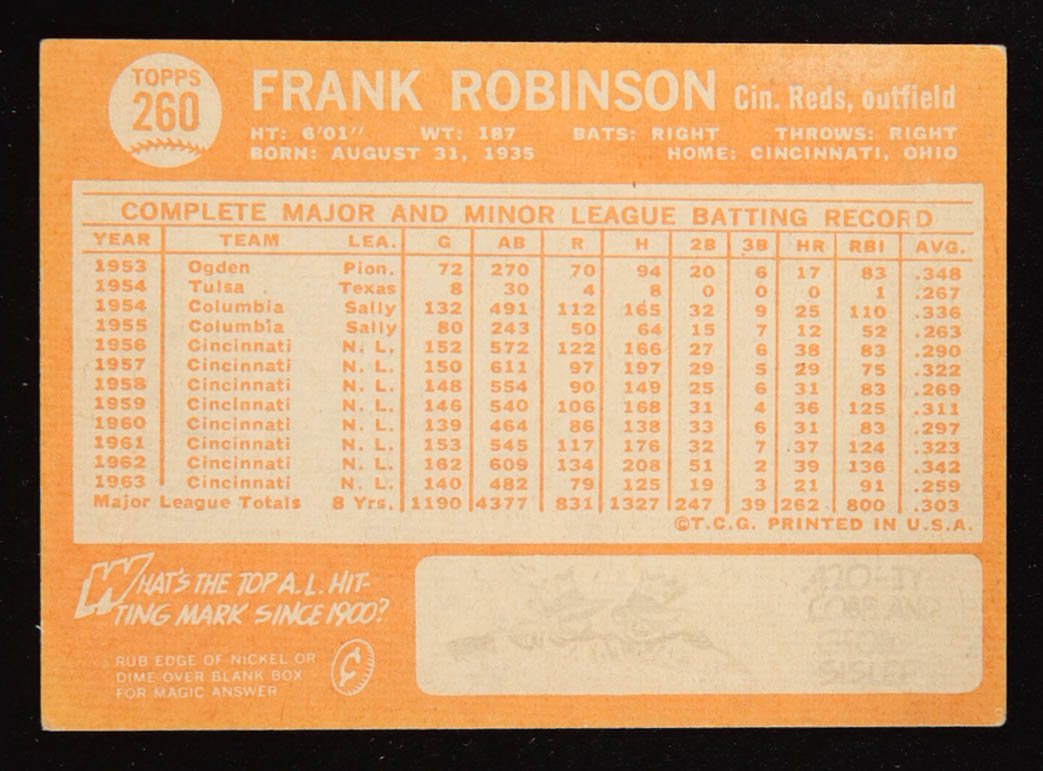 TOPPS
260
FRANK ROBINSON Cin. Reds, outfield
HT: 6'01" WT: 187 BATS: RIGHT THROWS: RIGHT
BORN: AUGUST 31, 1935 HOME: CINCINNATI, OHIO
COMPLETE MAJOR AND MINOR LEAGUE BATTING RECORD
YEAR TEAM LEA. G AB R H 2B 3B HR RBI AVG.
1953 Ogden Pion. 72 270 70 94 20 6 17 83 .348
1954 Tulsa Texas 8 30 4 8 0 0 0 1 .267
1954 Columbia Sally 132 491 112 165 32 9 25 110 .336
1955 Columbia Sally 80 243 50 64 15 7 12 52 .263
1956 Cincinnati N. L. 152 572 122 166 27 6 38 83 .290
1957 Cincinnati N. L. 150 611 97 197 29 5 29 75 .322
1958 Cincinnati N. L. 148 554 90 149 25 6 31 83 .269
1959 Cincinnati N. L. 146 540 106 168 31 4 36 125 .311
1960 Cincinnati N. L. 139 464 86 138 33 6 31 83 .297
1961 Cincinnati N. L. 153 545 117 176 32 7 37 124 .323
1962 Cincinnati N. L. 162 609 134 208 51 2 39 136 .342
1963 Cincinnati N. L. 140 482 79 125 19 3 21 91 .259
Major League Totals 8 Yrs. 1190 4377 831 1327 247 39 262 800 .303
©T.C.G. PRINTED IN U.S.A.
WHAT'S THE TOP A.L. HIT-
TING MARK SINCE 1900?
RUB EDGE OF NICKEL OR
DIME OVER BLANK BOX
FOR MAGIC ANSWER
420-TY
COBB AND
SISLER